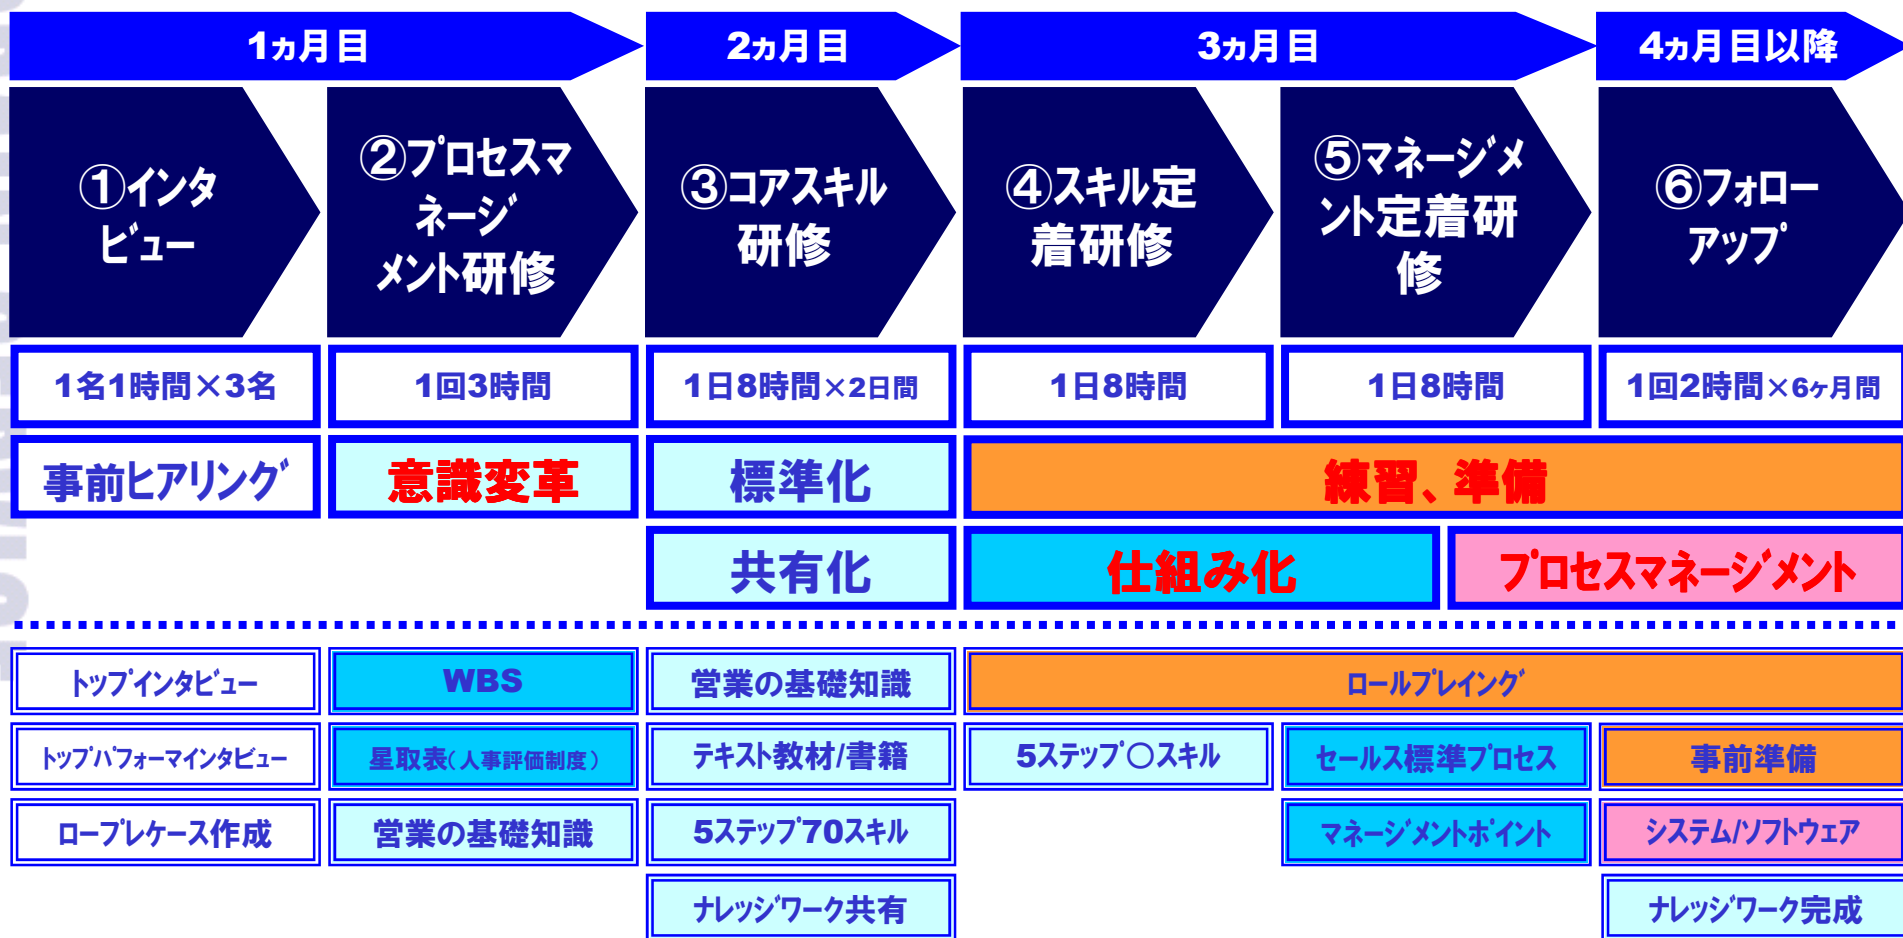 1ヵ月目
2ヵ月目
3ヵ月目
4ヵ月目以降
①インタ
ビュー
②プロセスマ
ネージ
メント研修
③コアスキル
研修
④スキル定
着研修
⑤マネージメ
ント定着研
修
⑥フォロー
アップ
1名1時間×3名
1回3時間
1日8時間×2日間
1日8時間
1日8時間
1回2時間×6ヶ月間
事前ヒアリング
意識変革
標準化
練習、準備
共有化
仕組み化
プロセスマネージメント
トップインタビュー
WBS
営業の基礎知識
ロールプレイング
トップパフォーマインタビュー
星取表(人事評価制度)
テキスト教材/書籍
5ステップ〇スキル
セールス標準プロセス
事前準備
ロープレケース作成
営業の基礎知識
5ステップ70スキル
マネージメントポイント
システム/ソフトウェア
ナレッジワーク共有
ナレッジワーク完成